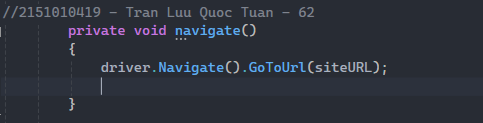 //2151010419 - Tran Luu Quoc Tuan - 62
private void navigate()
{
driver.Navigate().GoToUrl(siteURL);
}